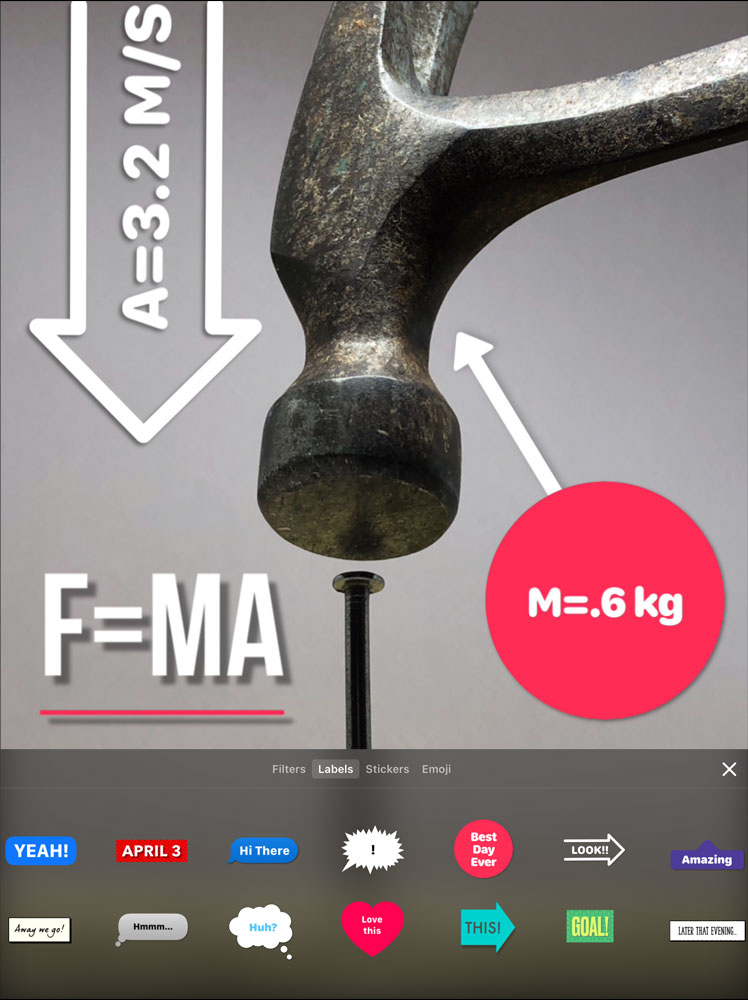 A=3.2 M/S
F=MA
M=.6 kg
Filters
Labels
Stickers
Emoji
YEAH!
APRIL 3
Hi There
!
Best
Day
Ever
LOOK!!
Amazing
Away we go!
Hmmm...
Huh?
Love
this
THIS!
GOAL!
LATER THAT EVENING...